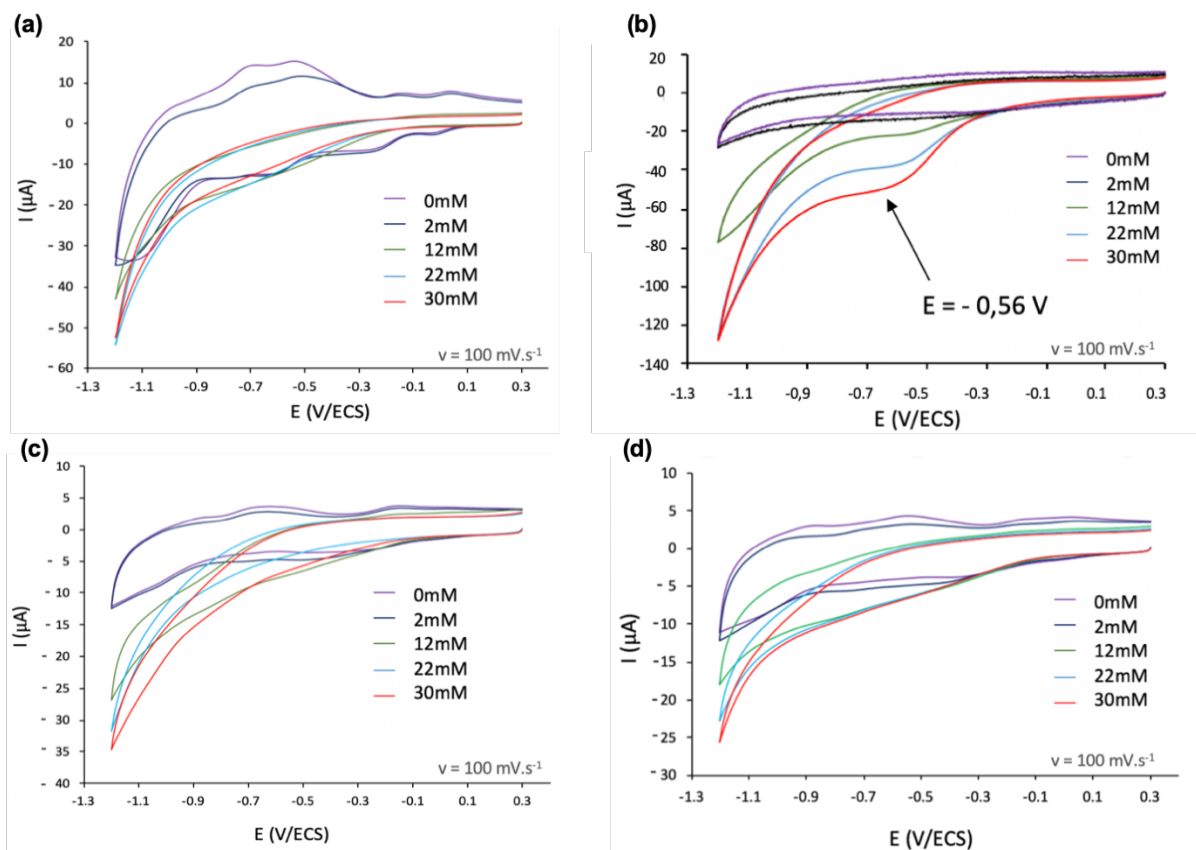 (a)
20
10
0
- 10
- 20
- 30
- 40
- 50
- 60
I (µA)
0mM
2mM
12mM
22mM
30mM
v = 100 mV.s-1
-1.3 -1.1 -0.9 -0.7 -0.5 -0.3 -0.1 0.1 0.3
E (V/ECS)
(b)
20
0
-20
-40
-60
-80
-100
-120
-140
I (µA)
0mM
2mM
12mM
22mM
30mM
E = - 0,56 V
v = 100 mV.s-1
-1.3 -1.1 -0,9 -0.7 -0.5 -0.3 -0.1 0.1 0.3
E (V/ECS)
(c)
10
5
0
- 5
- 10
- 15
- 20
- 25
- 30
- 35
- 40
I (µA)
0mM
2mM
12mM
22mM
30mM
v = 100 mV.s-1
-1.3 -1.1 -0.9 -0.7 -0.5 -0.3 -0.1 0.1 0.3
E (V/ECS)
(d)
10
5
0
- 5
- 10
- 15
- 20
- 25
- 30
I (µA)
0mM
2mM
12mM
22mM
30mM
v = 100 mV.s-1
-1.3 -1.1 -0.9 -0.7 -0.5 -0.3 -0.1 0.1 0.3
E (V/ECS)